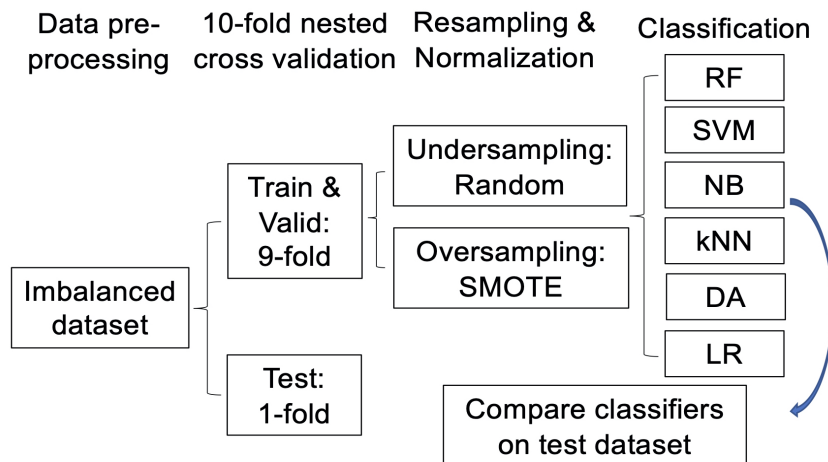 Data pre-
processing
10-fold nested
cross validation
Resampling &
Normalization
Classification
Imbalanced
dataset
Train &
Valid:
9-fold
Test:
1-fold
Undersampling:
Random
Oversampling:
SMOTE
RF
SVM
NB
kNN
DA
LR
Compare classifiers
on test dataset